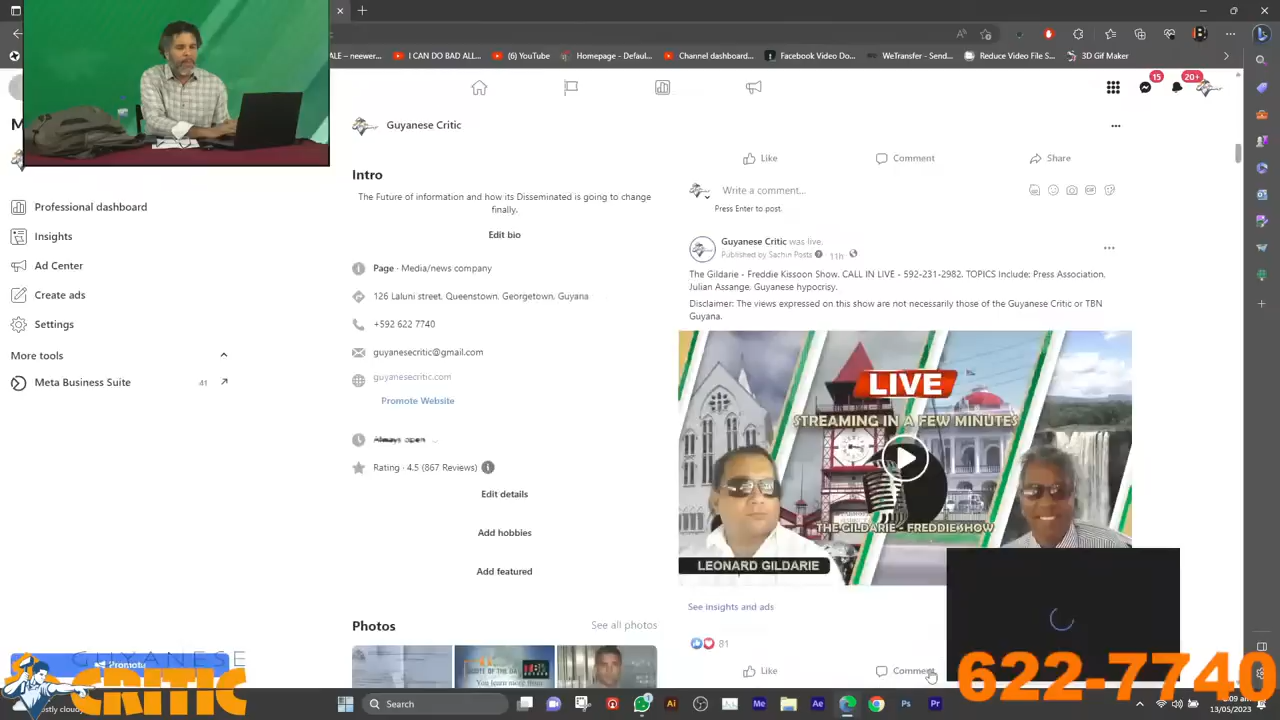 ALE – neewer...
I CAN DO BAD ALL...
(6) YouTube
Homepage - Defaul...
Channel dashboard...
Facebook Video Do...
WeTransfer - Send...
Reduce Video File S...
3D Gif Maker
15
20+
Guyanese Critic
Professional dashboard
Insights
Ad Center
Create ads
Settings
More tools
Meta Business Suite
41
Intro
The Future of information and how its Disseminated is going to change
finally.
Edit bio
Page · Media/news company
126 Laluni street, Queenstown, Georgetown, Guyana
+592 622 7740
guyanesecritic@gmail.com
guyanesecritic.com
Promote Website
Always open
Rating · 4.5 (867 Reviews)
Edit details
Add hobbies
Add featured
Photos
See all photos
Like
Comment
Share
Write a comment...
Press Enter to post.
Guyanese Critic was live.
Published by Sachin Posts
11h
The Gildarie - Freddie Kissoon Show. CALL IN LIVE - 592-231-2982. TOPICS Include: Press Association,
Julian Assange, Guyanese hypocrisy.
Disclaimer: The views expressed on this show are not necessarily those of the Guyanese Critic or TBN
Guyana.
LIVE
STREAMING IN A FEW MINUTES
THE GILDARIE - FREDDIE SHOW
LEONARD GILDARIE
See insights and ads
81
Like
Comment
GUYANESE
CRITIC
622-7740
Search
13/05/2023